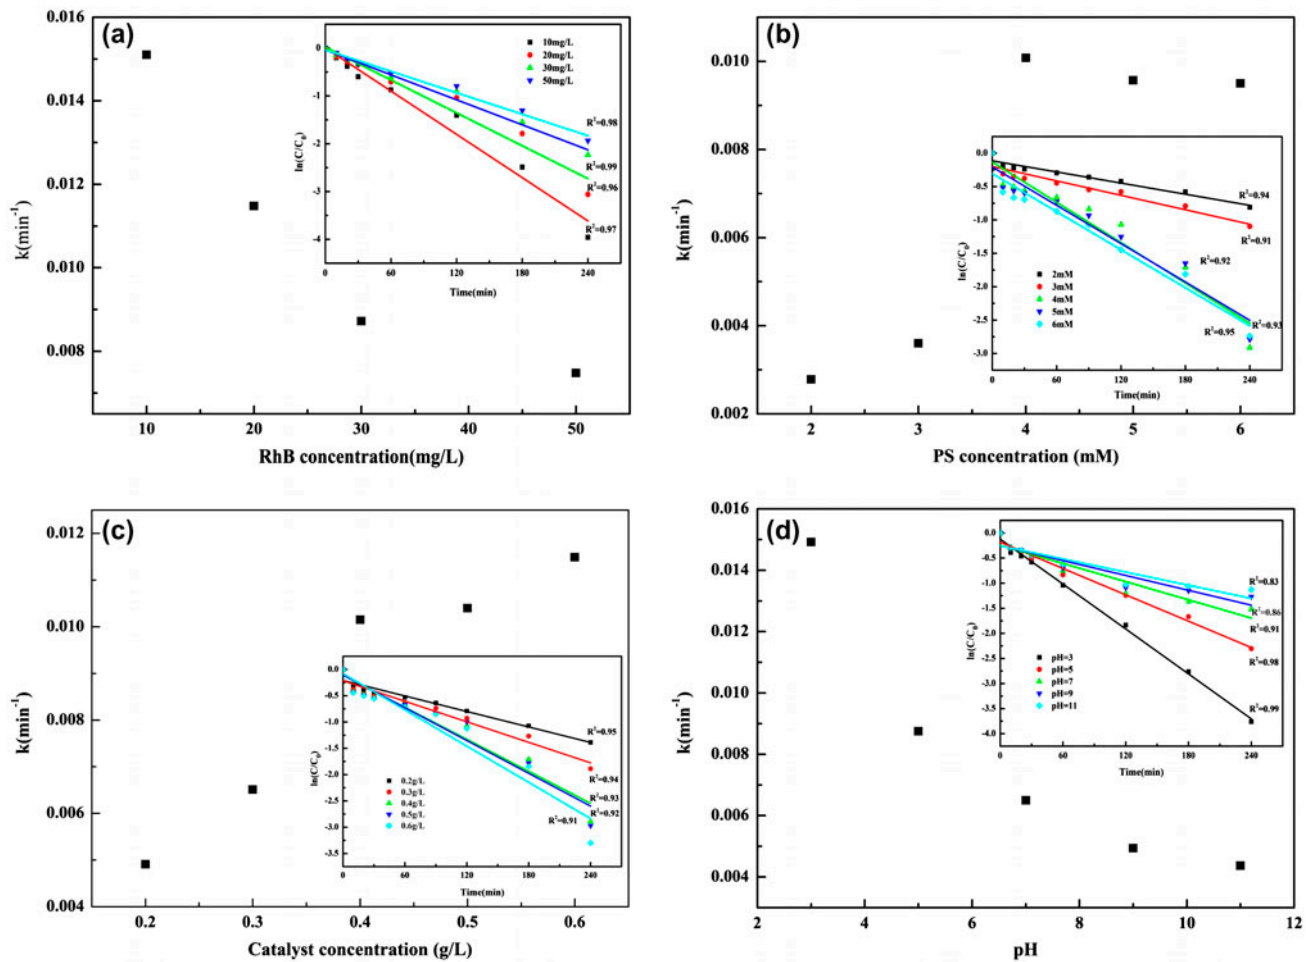 (a)
0.016
0.014
0.012
0.010
0.008
k(min⁻¹)
10
20
30
40
50
RhB concentration(mg/L)
0
-1
-2
-3
-4
ln(C/C₀)
10mg/L
20mg/L
30mg/L
50mg/L
R²=0.98
R²=0.99
R²=0.96
R²=0.97
0
60
120
180
240
Time(min)
(b)
0.010
0.008
0.006
0.004
0.002
k(min⁻¹)
2
3
4
5
6
PS concentration (mM)
0.0
-0.5
-1.0
-1.5
-2.0
-2.5
-3.0
ln(C/C₀)
2mM
3mM
4mM
5mM
6mM
R²=0.94
R²=0.91
R²=0.92
R²=0.93
R²=0.95
0
60
120
180
240
Time(min)
(c)
0.012
0.010
0.008
0.006
0.004
k(min⁻¹)
0.2
0.3
0.4
0.5
0.6
Catalyst concentration (g/L)
0.0
-0.5
-1.0
-1.5
-2.0
-2.5
-3.0
-3.5
ln(C/C₀)
0.2g/L
0.3g/L
0.4g/L
0.5g/L
0.6g/L
R²=0.95
R²=0.94
R²=0.93
R²=0.92
R²=0.91
0
60
120
180
240
Time(min)
(d)
0.016
0.014
0.012
0.010
0.008
0.006
0.004
k(min⁻¹)
2
4
6
8
10
12
pH
0.0
-0.5
-1.0
-1.5
-2.0
-2.5
-3.0
-3.5
-4.0
ln(C/C₀)
pH=3
pH=5
pH=7
pH=9
pH=11
R²=0.83
R²=0.86
R²=0.91
R²=0.98
R²=0.99
0
60
120
180
240
Time(min)